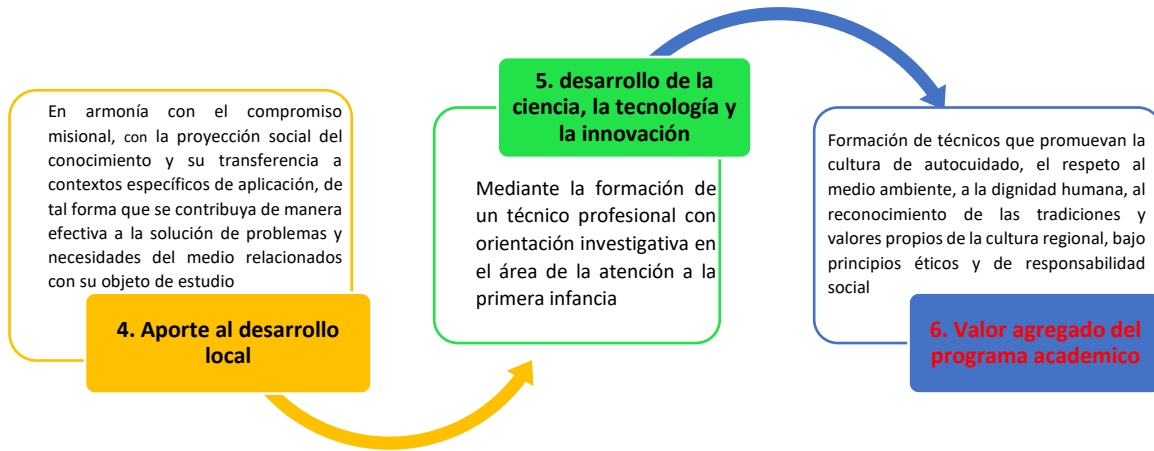 En armonía con el compromiso
misional, con la proyección social del
conocimiento y su transferencia a
contextos específicos de aplicación, de
tal forma que se contribuya de manera
efectiva a la solución de problemas y
necesidades del medio relacionados
con su objeto de estudio
4. Aporte al desarrollo
local
5. desarrollo de la
ciencia, la tecnología y
la innovación
Mediante la formación de
un técnico profesional con
orientación investigativa en
el área de la atención a la
primera infancia
Formación de técnicos que promuevan la
cultura de autocuidado, el respeto al
medio ambiente, a la dignidad humana, al
reconocimiento de las tradiciones y
valores propios de la cultura regional, bajo
principios éticos y de responsabilidad
social
6. Valor agregado del
programa academico